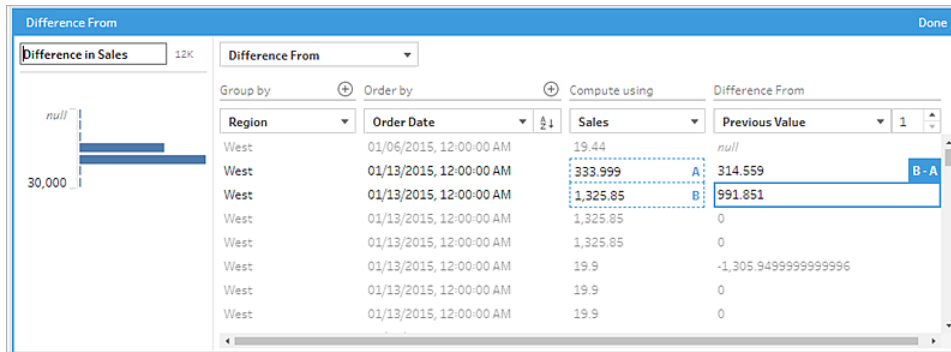 Difference From Done
Difference in Sales 12K Difference From
Group by Order by Compute using Difference From
Region Order Date A Z Sales Previous Value 1
null
30,000
West 01/06/2015, 12:00:00 AM 19.44 null
West 01/13/2015, 12:00:00 AM 333.999 A 314.559 B - A
West 01/13/2015, 12:00:00 AM 1,325.85 B 991.851
West 01/13/2015, 12:00:00 AM 1,325.85 0
West 01/13/2015, 12:00:00 AM 1,325.85 0
West 01/13/2015, 12:00:00 AM 19.9 -1,305.9499999999996
West 01/13/2015, 12:00:00 AM 19.9 0
West 01/13/2015, 12:00:00 AM 19.9 0